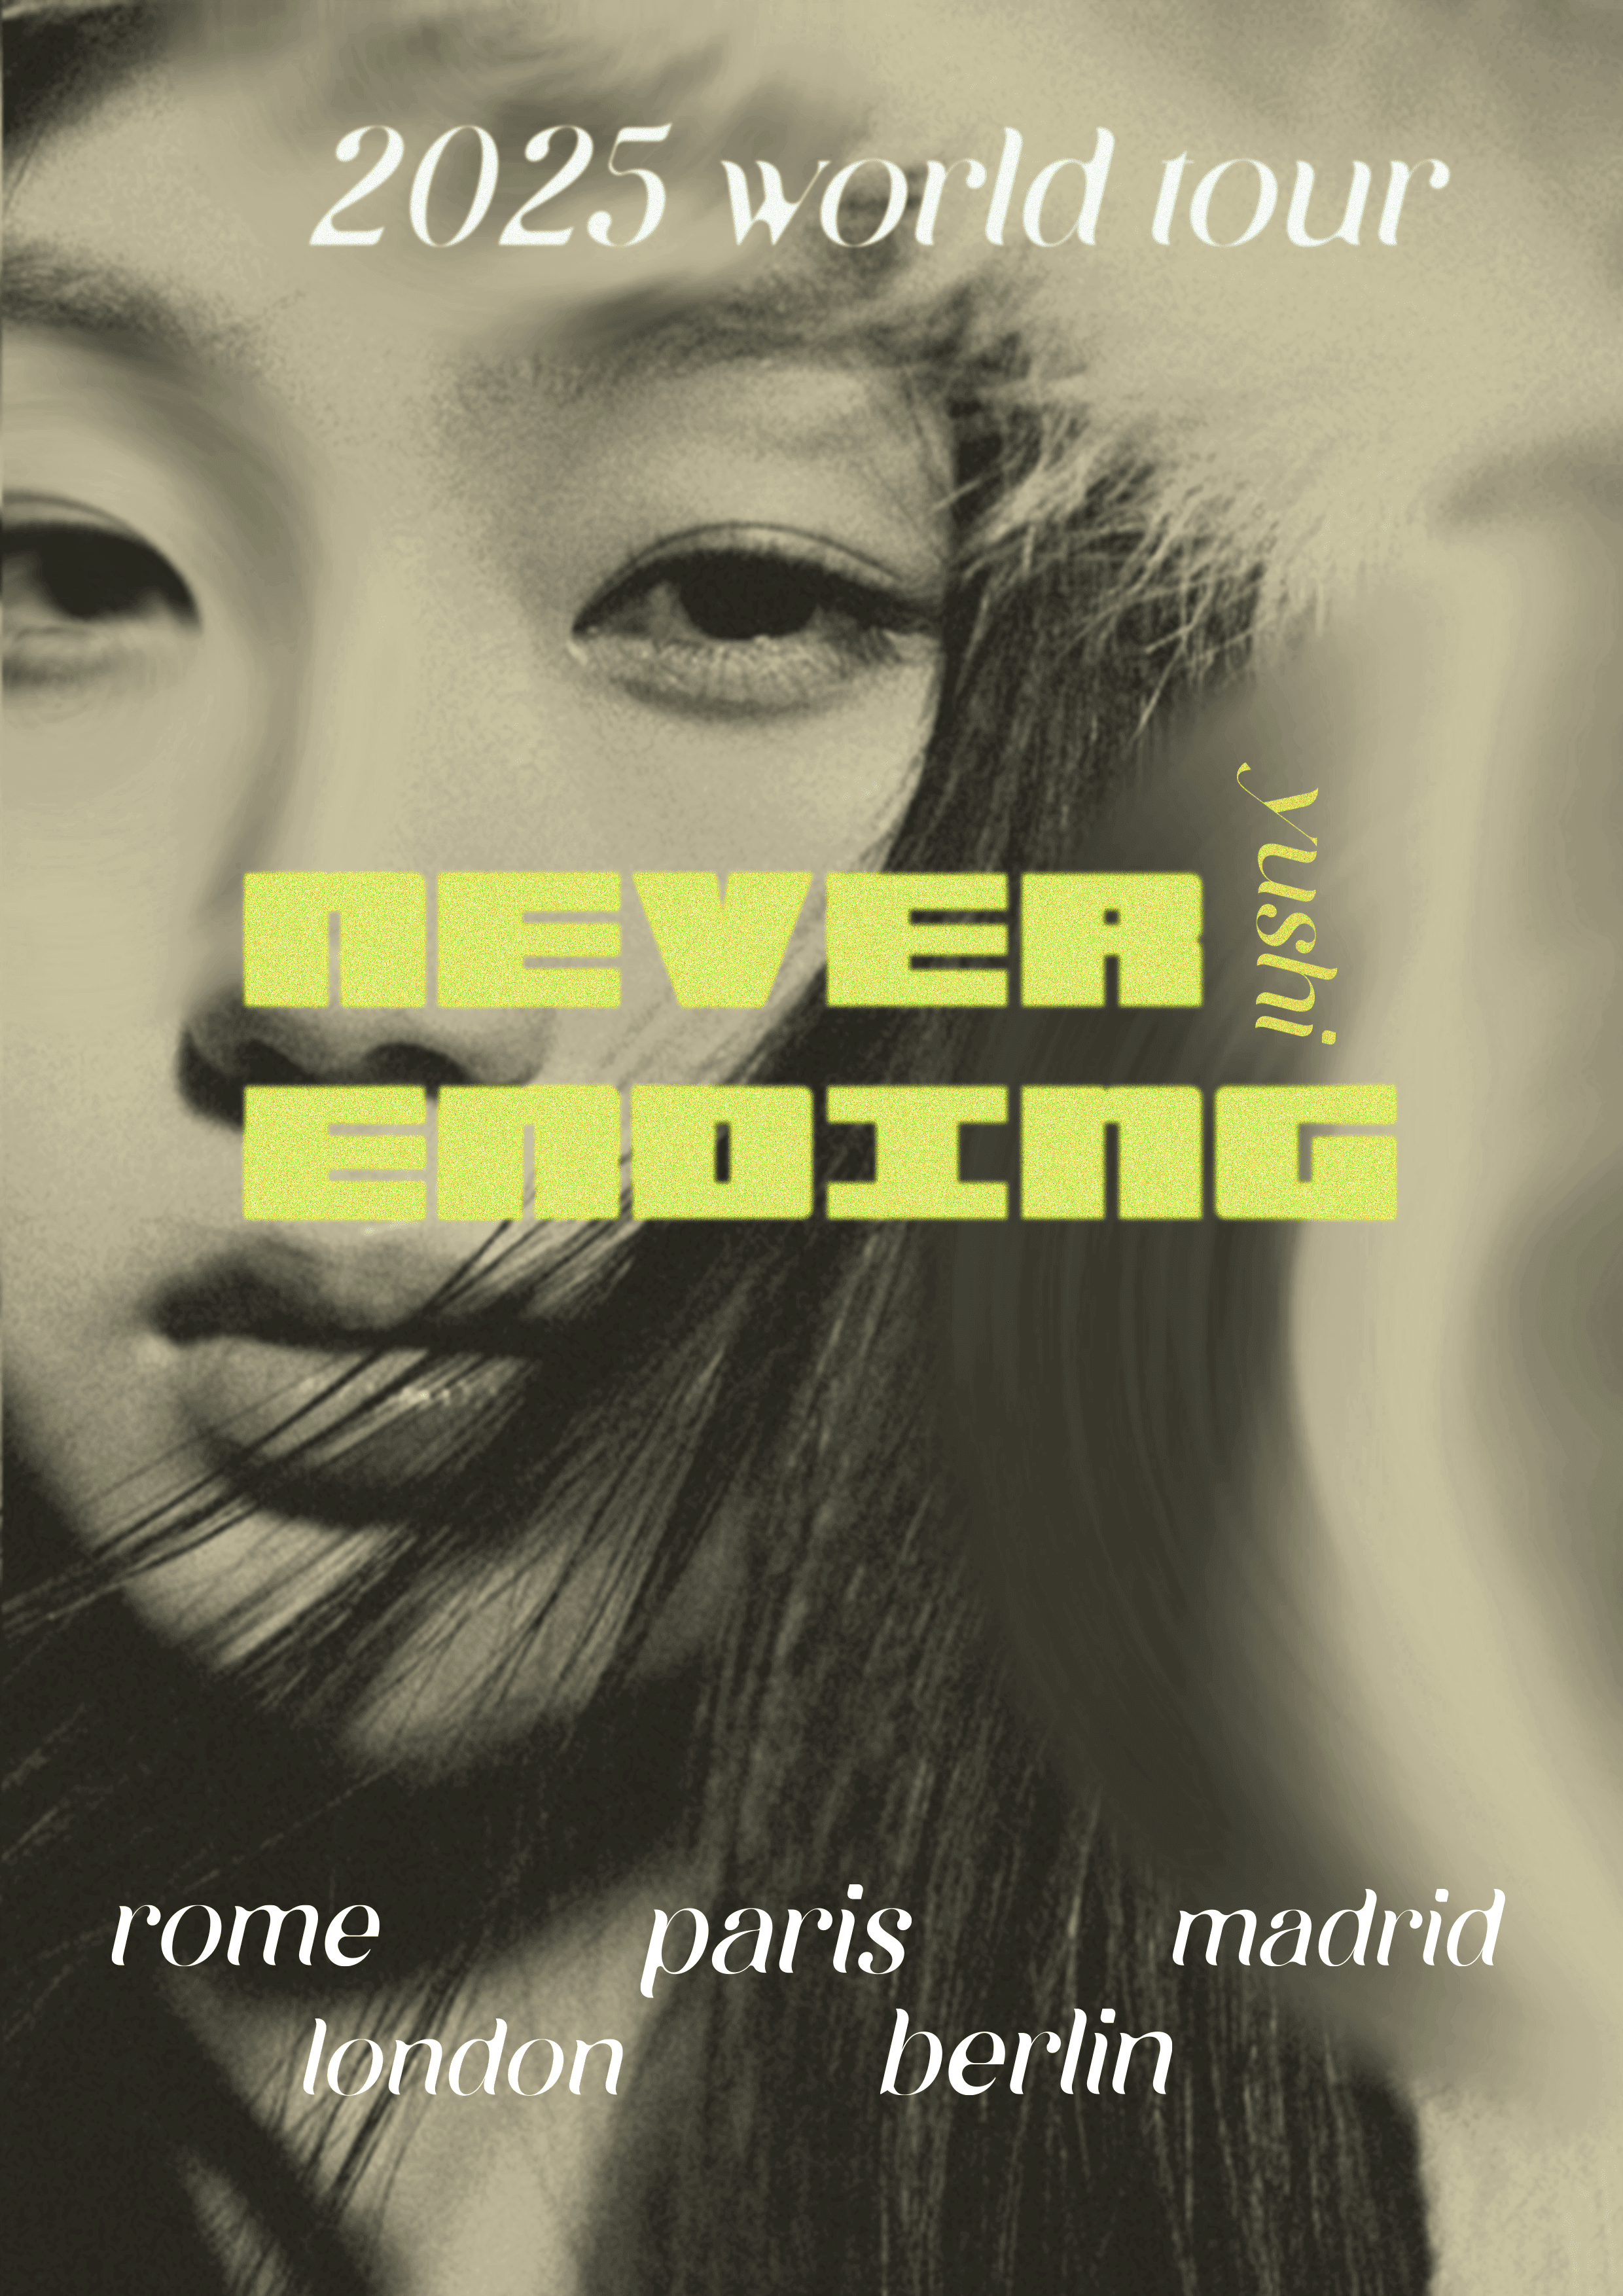 2025 world tour
yushi
NEVER
ENDING
rome paris madrid
london berlin